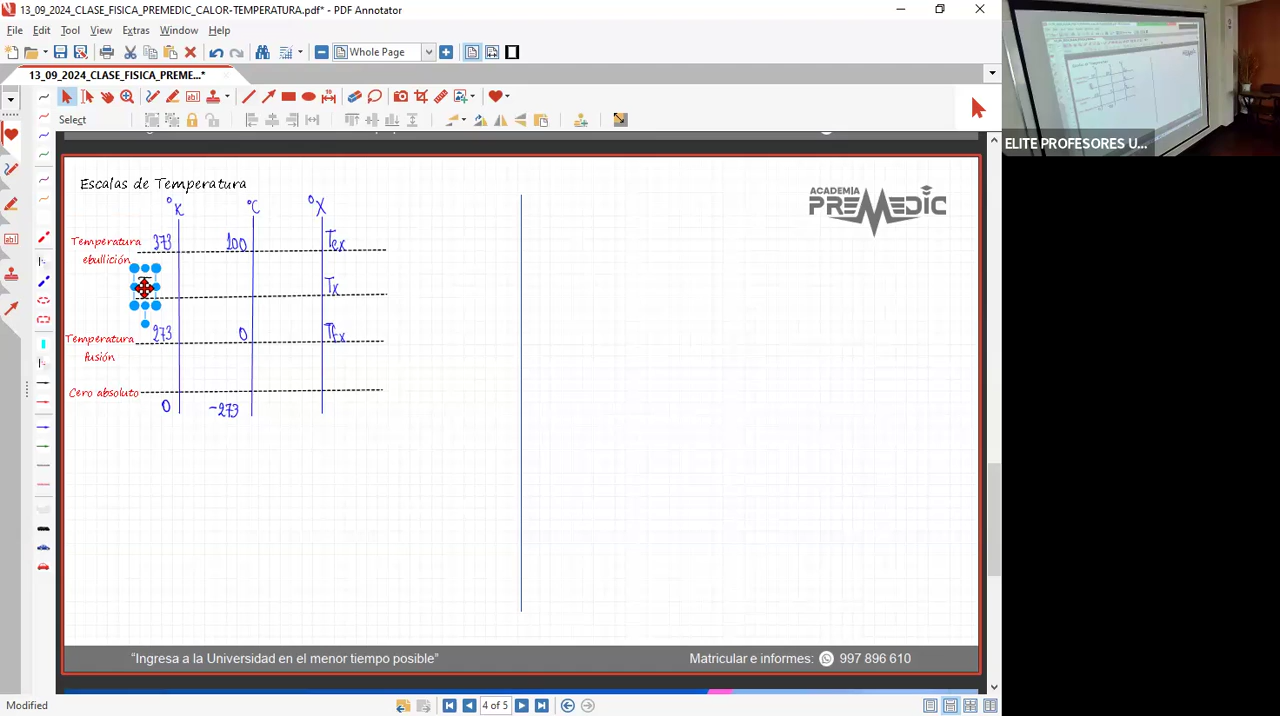 13_09_2024_CLASE_FISICA_PREMEDIC_CALOR-TEMPERATURA.pdf* - PDF Annotator
File Edit Tool View Extras Window Help
Whole Page
13_09_2024_CLASE_FISICA_PREME...*
Select
Escalas de Temperatura
ACADEMIA
PREMEDIC
°K °C °X
Temperatura ebullición 373 100 Tex
Tx
Temperatura fusión 273 0 Tfx
Cero absoluto
0 -273
"Ingresa a la Universidad en el menor tiempo posible" Matricular e informes: 997 896 610
Modified 4 of 5
ELITE PROFESORES U...